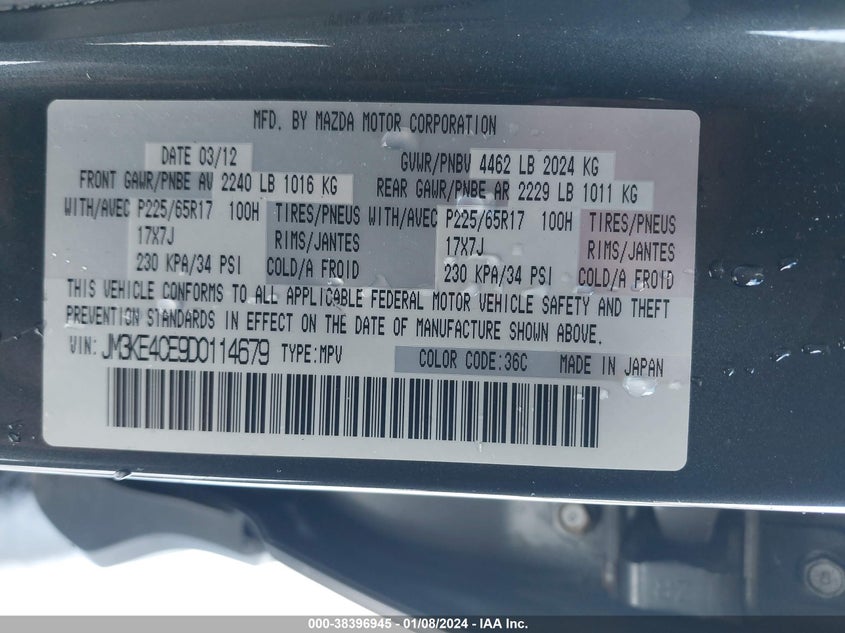 MFD. BY MAZDA MOTOR CORPORATION
DATE 03/12 GVWR/PNBV 4462 LB 2024 KG
FRONT GAWR/PNBE AV 2240 LB 1016 KG REAR GAWR/PNBE AR 2229 LB 1011 KG
WITH/AVEC P225/65R17 100H TIRES/PNEUS WITH/AVEC P225/65R17 100H TIRES/PNEUS
17X7J RIMS/JANTES 17X7J RIMS/JANTES
230 KPA/34 PSI COLD/A FROID 230 KPA/34 PSI COLD/A FROID
THIS VEHICLE CONFORMS TO ALL APPLICABLE FEDERAL MOTOR VEHICLE SAFETY AND THEFT
PREVENTION STANDARDS IN EFFECT ON THE DATE OF MANUFACTURE SHOWN ABOVE.
VIN: JM3KE4CE9D0114679 TYPE:MPV COLOR CODE:36C MADE IN JAPAN
000-38396945 - 01/08/2024 - IAA Inc.